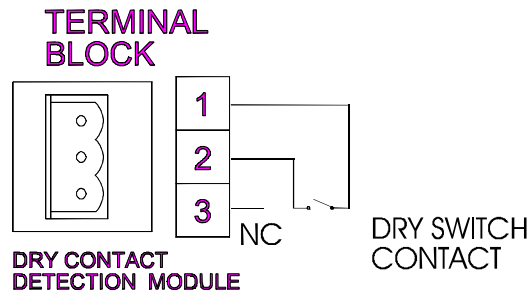 TERMINAL
BLOCK
1
2
3
NC
DRY SWITCH
CONTACT
DRY CONTACT
DETECTION MODULE